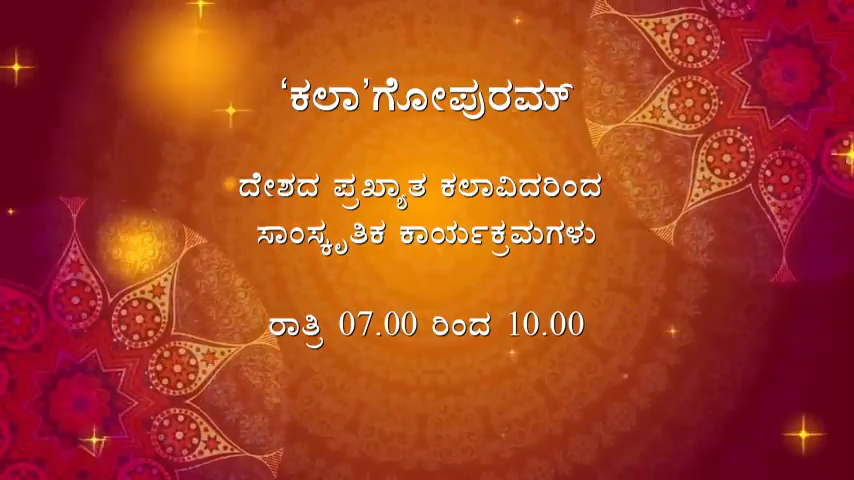 ‘ಕಲಾ’ಗೋಪುರಮ್
ದೇಶದ ಪ್ರಖ್ಯಾತ ಕಲಾವಿದರಿಂದ
ಸಾಂಸ್ಕೃತಿಕ ಕಾರ್ಯಕ್ರಮಗಳು
ರಾತ್ರಿ 07.00 ರಿಂದ 10.00